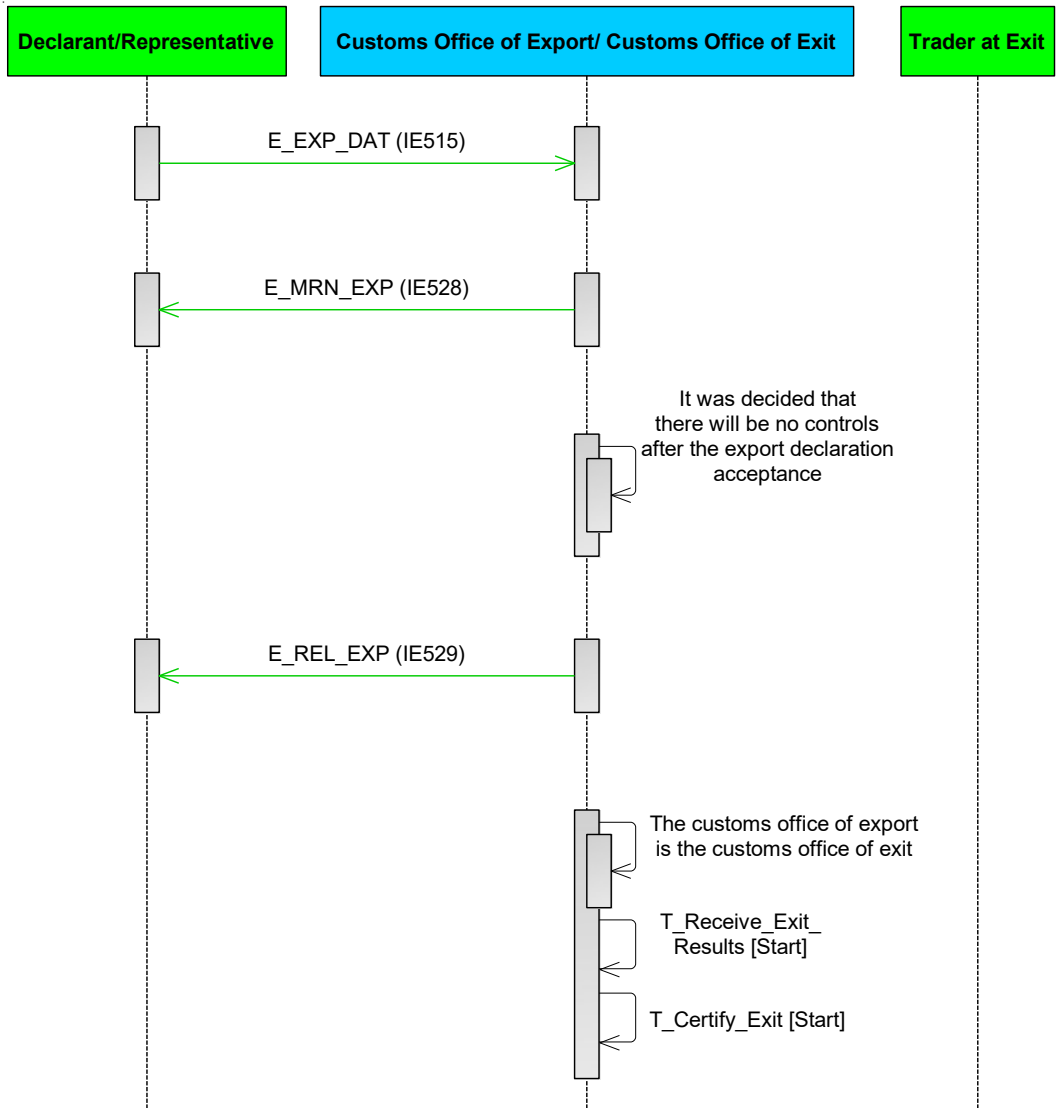 Declarant/Representative
Customs Office of Export/ Customs Office of Exit
Trader at Exit
E_EXP_DAT (IE515)
E_MRN_EXP (IE528)
It was decided that
there will be no controls
after the export declaration
acceptance
E_REL_EXP (IE529)
The customs office of export
is the customs office of exit
T_Receive_Exit_
Results [Start]
T_Certify_Exit [Start]